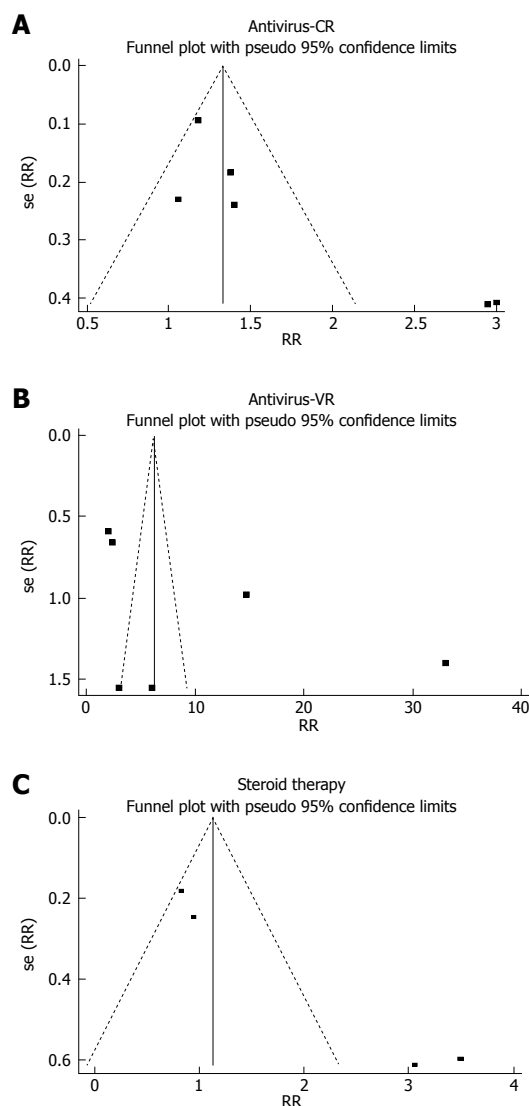 A
Antivirus-CR
Funnel plot with pseudo 95% confidence limits
0.0
0.1
0.2
0.3
0.4
se (RR)
0.5 1 1.5 2 2.5 3
RR
B
Antivirus-VR
Funnel plot with pseudo 95% confidence limits
0.0
0.5
1.0
1.5
se (RR)
0 10 20 30 40
RR
C
Steroid therapy
Funnel plot with pseudo 95% confidence limits
0.0
0.2
0.4
0.6
se (RR)
0 1 2 3 4
RR